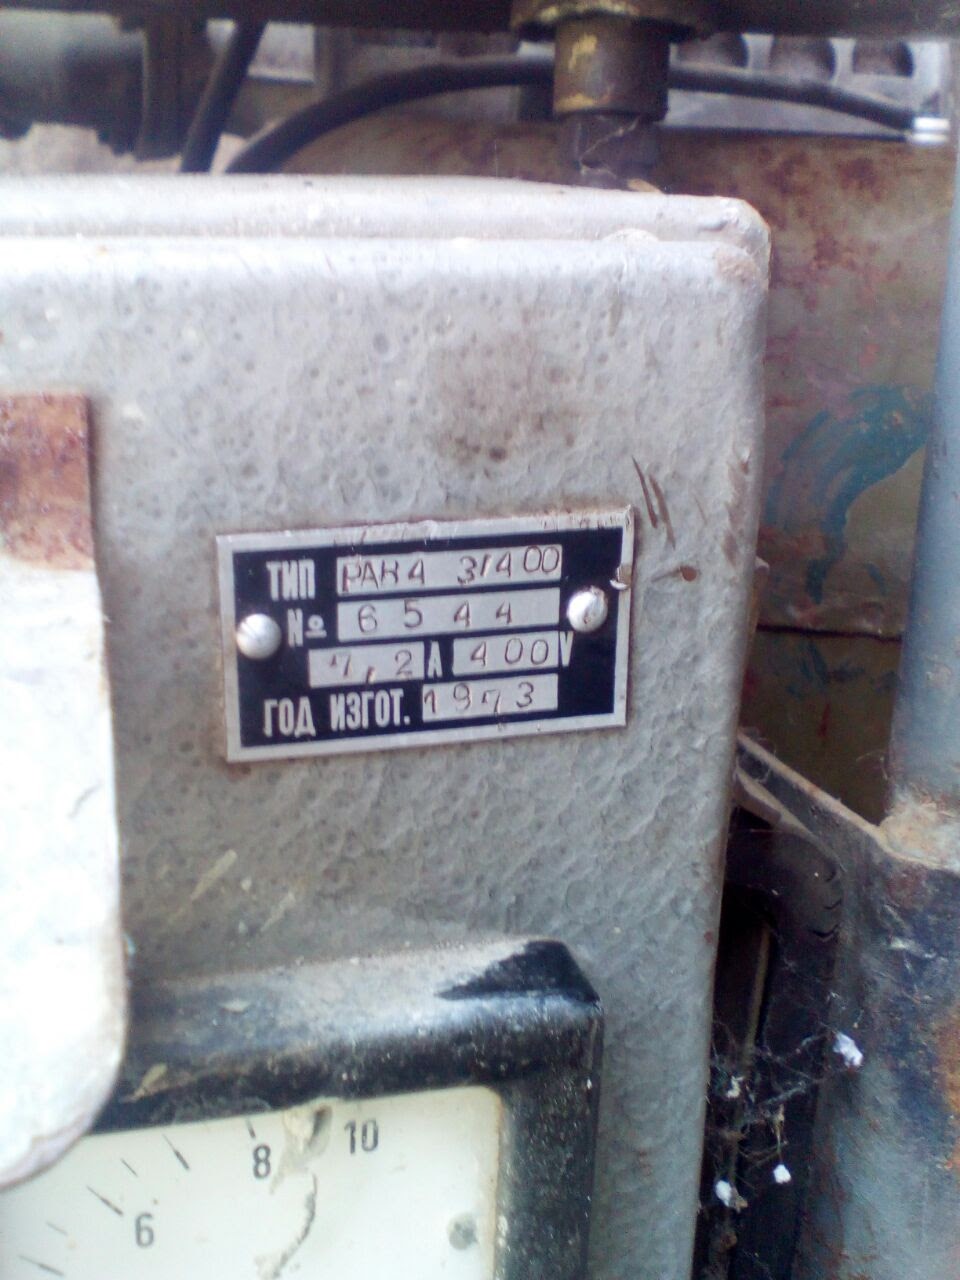 ТИП РАВ4 3/400
№ 6544
7,2 А 400 V
ГОД ИЗГОТ. 1973
8 10
6